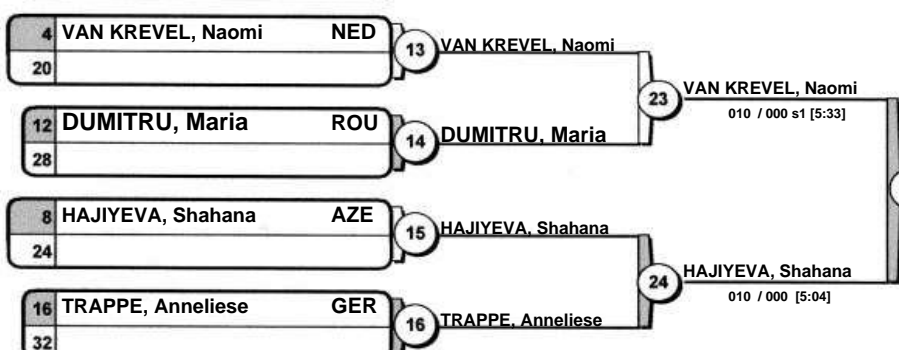 4 VAN KREVEL, Naomi NED
20
13 VAN KREVEL, Naomi
12 DUMITRU, Maria ROU
28
14 DUMITRU, Maria
23 VAN KREVEL, Naomi
010 / 000 s1 [5:33]
8 HAJIYEVA, Shahana AZE
24
15 HAJIYEVA, Shahana
16 TRAPPE, Anneliese GER
32
16 TRAPPE, Anneliese
24 HAJIYEVA, Shahana
010 / 000 [5:04]